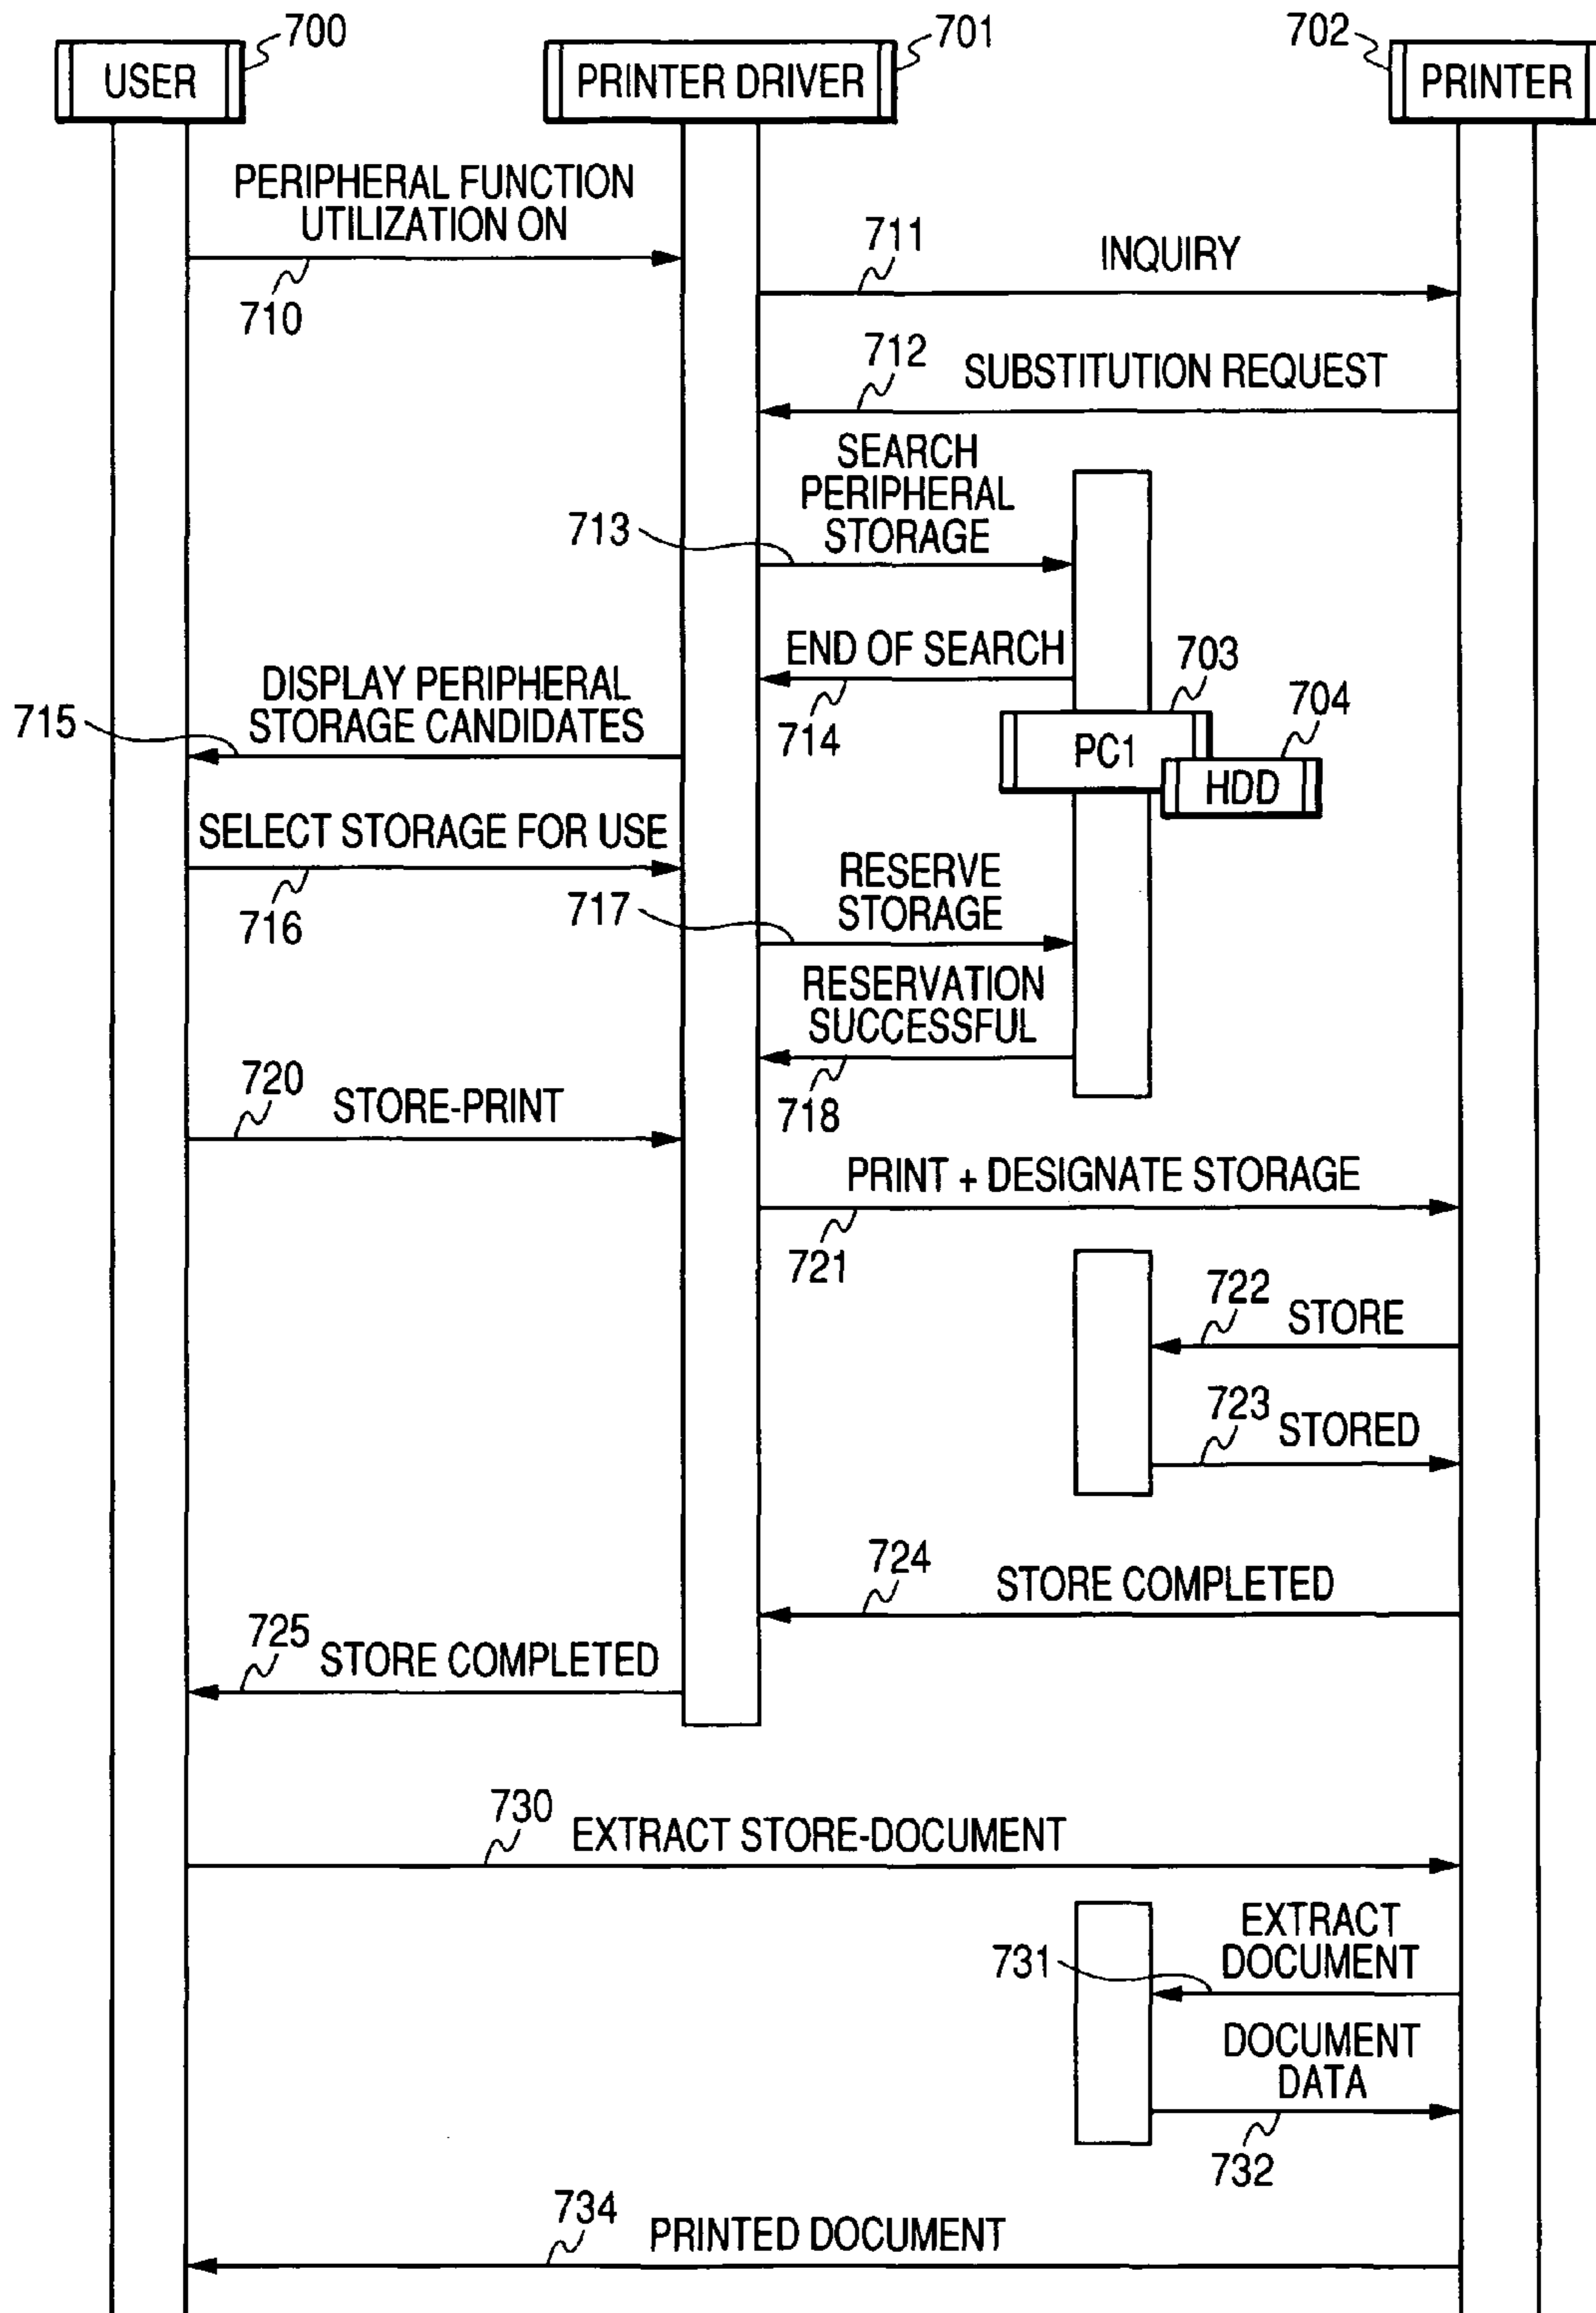 700
701
702
USER
PRINTER DRIVER
PRINTER
PERIPHERAL FUNCTION
UTILIZATION ON
710
711
INQUIRY
712
SUBSTITUTION REQUEST
SEARCH
PERIPHERAL
STORAGE
713
END OF SEARCH
714
703
704
PC1
HDD
DISPLAY PERIPHERAL
STORAGE CANDIDATES
715
SELECT STORAGE FOR USE
716
RESERVE
STORAGE
717
RESERVATION
SUCCESSFUL
718
720
STORE-PRINT
PRINT + DESIGNATE STORAGE
721
722
STORE
723
STORED
724
STORE COMPLETED
725
STORE COMPLETED
730
EXTRACT STORE-DOCUMENT
EXTRACT
DOCUMENT
731
DOCUMENT
DATA
732
734
PRINTED DOCUMENT